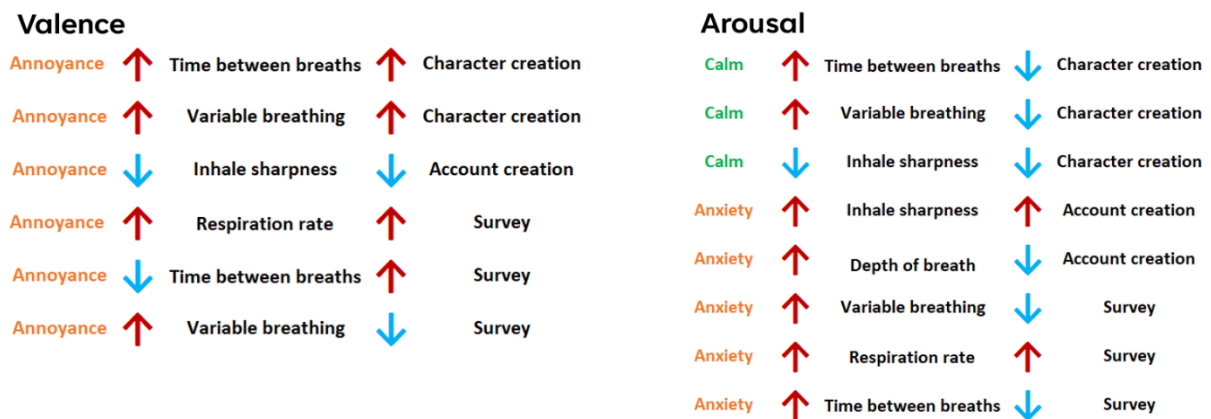 Valence
Annoyance ↑ Time between breaths ↑ Character creation
Annoyance ↑ Variable breathing ↑ Character creation
Annoyance ↓ Inhale sharpness ↓ Account creation
Annoyance ↑ Respiration rate ↑ Survey
Annoyance ↓ Time between breaths ↑ Survey
Annoyance ↑ Variable breathing ↓ Survey
Arousal
Calm ↑ Time between breaths ↓ Character creation
Calm ↑ Variable breathing ↓ Character creation
Calm ↓ Inhale sharpness ↓ Character creation
Anxiety ↑ Inhale sharpness ↑ Account creation
Anxiety ↑ Depth of breath ↓ Account creation
Anxiety ↑ Variable breathing ↓ Survey
Anxiety ↑ Respiration rate ↑ Survey
Anxiety ↑ Time between breaths ↓ Survey